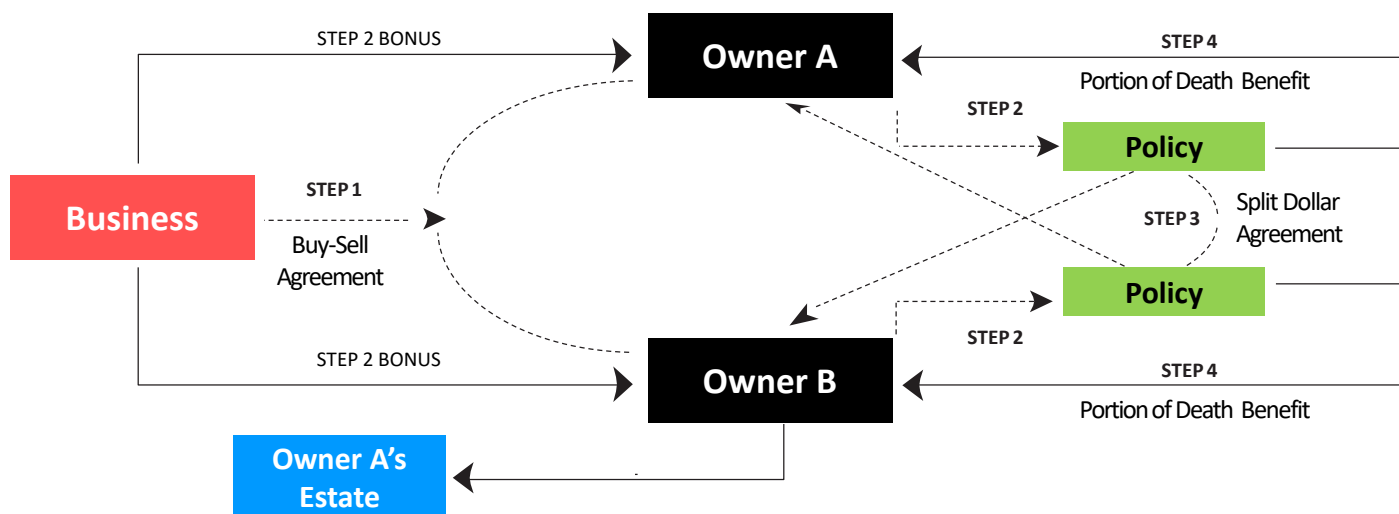 STEP 2 BONUS
Owner A
STEP 4
Portion of Death Benefit
STEP 2
Policy
STEP 1
Business
Buy-Sell
Agreement
STEP 3
Split Dollar
Agreement
Policy
STEP 2
STEP 2 BONUS
Owner B
STEP 4
Portion of Death Benefit
Owner A’s
Estate
-